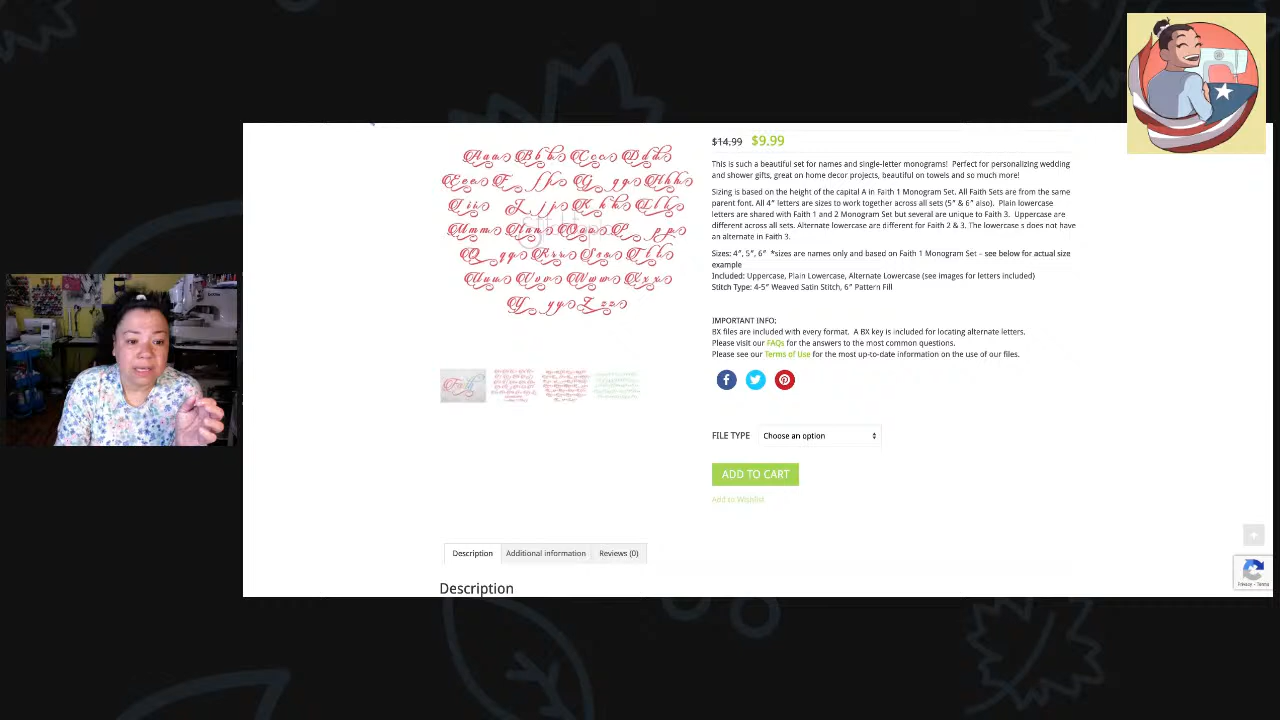 $14.99 $9.99
This is such a beautiful set for names and single-letter monograms! Perfect for personalizing wedding
and shower gifts, great on home decor projects, beautiful on towels and so much more!
Sizing is based on the height of the capital A in Faith 1 Monogram Set. All Faith Sets are from the same
parent font. All 4″ letters are sizes to work together across all sets (5″ & 6″ also). Plain lowercase
letters are shared with Faith 1 and 2 Monogram Set but several are unique to Faith 3. Uppercase are
different across all sets. Alternate lowercase are different for Faith 2 & 3. The lowercase s does not have
an alternate in Faith 3.
Sizes: 4″, 5″, 6″ *sizes are names only and based on Faith 1 Monogram Set – see below for actual size
example
Included: Uppercase, Plain Lowercase, Alternate Lowercase (see images for letters included)
Stitch Type: 4-5″ Weaved Satin Stitch, 6″ Pattern Fill
IMPORTANT INFO:
BX files are included with every format. A BX key is included for locating alternate letters.
Please visit our FAQs for the answers to the most common questions.
Please see our Terms of Use for the most up-to-date information on the use of our files.
FILE TYPE Choose an option
ADD TO CART
Add to Wishlist
Description Additional information Reviews (0)
Description
Privacy - Terms